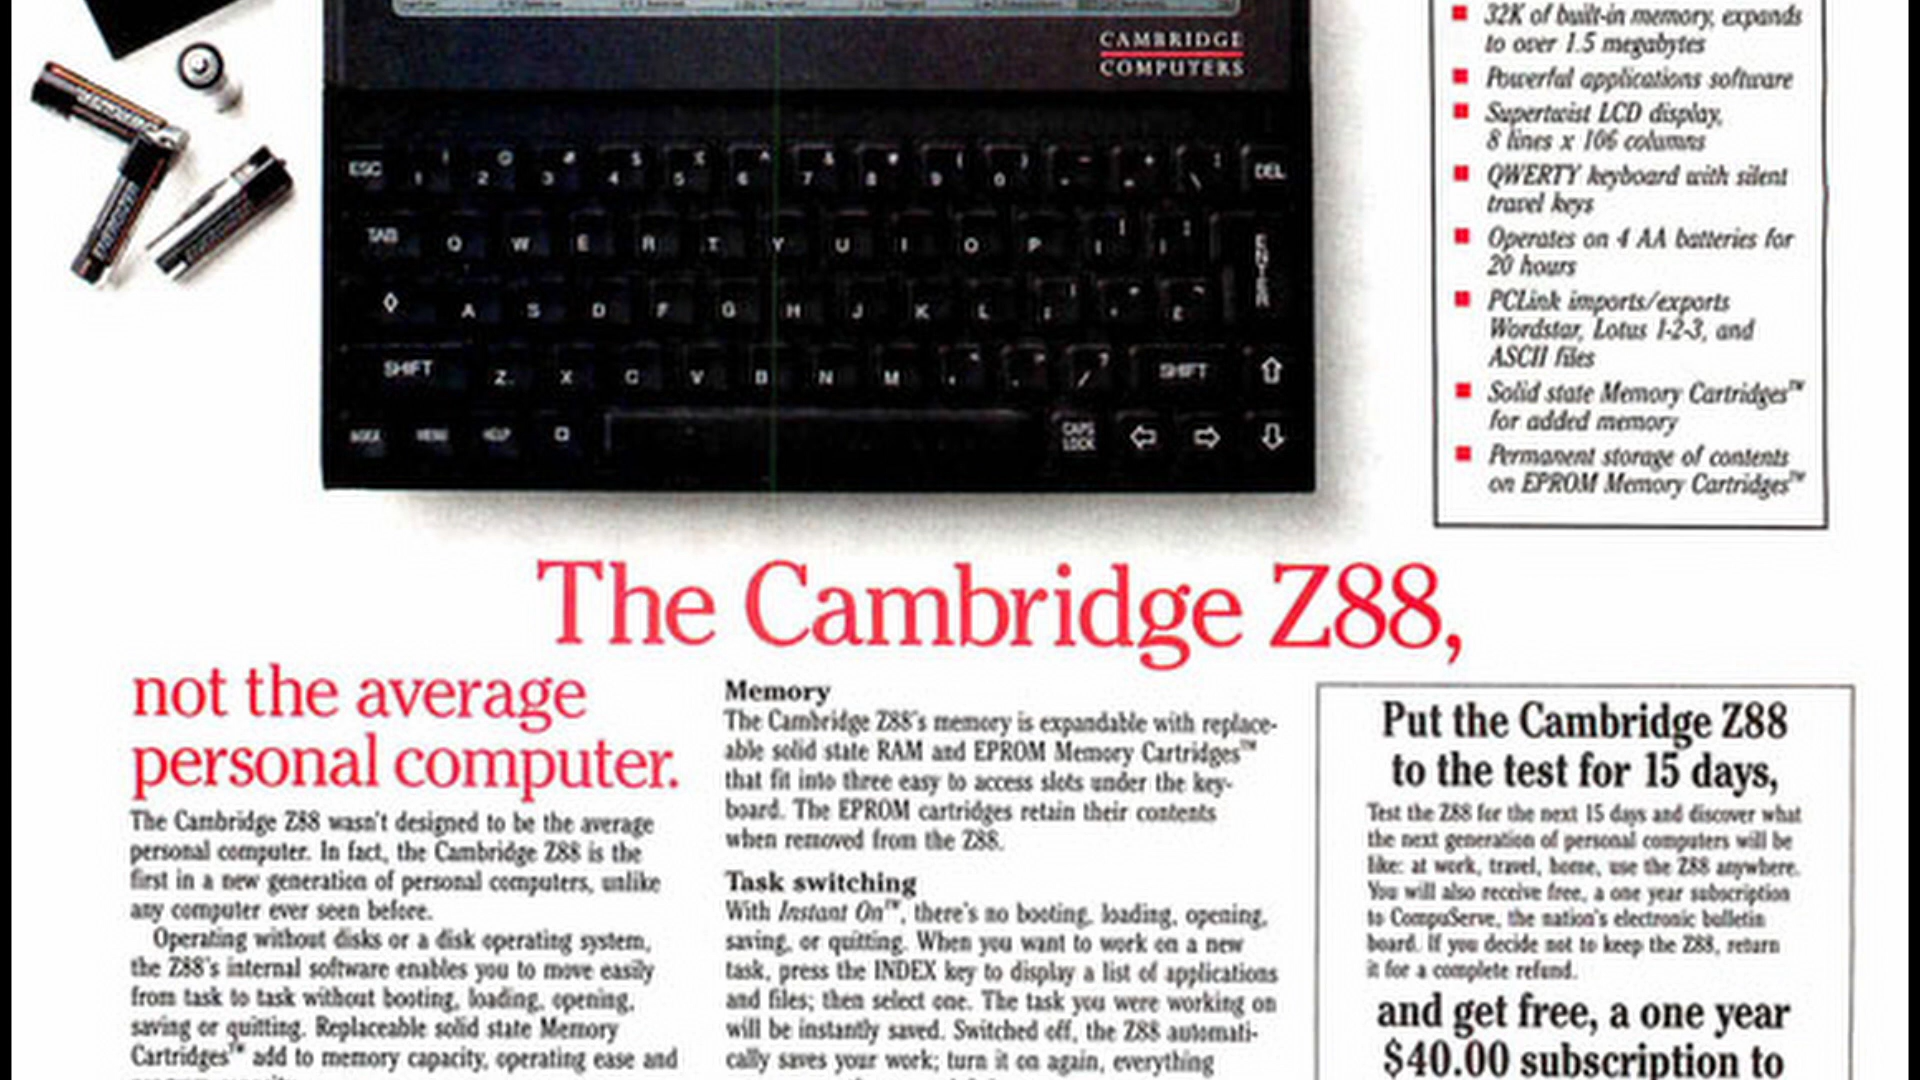 CAMBRIDGE
COMPUTERS
ESC
1 2 3 4 5 6 7 8 9 0
DEL
TAB Q W E R T Y U I O P
ENTER
A S D F G H J K L
SHIFT Z X C V B N M SHIFT
INDEX MENU HELP
CAPS
LOCK
32K of built-in memory, expands
to over 1.5 megabytes
Powerful applications software
Supertwist LCD display,
8 lines x 106 columns
QWERTY keyboard with silent
travel keys
Operates on 4 AA batteries for
20 hours
PCLink imports/exports
Wordstar, Lotus 1-2-3, and
ASCII files
Solid state Memory Cartridges™
for added memory
Permanent storage of contents
on EPROM Memory Cartridges™
The Cambridge Z88,
not the average
personal computer.
The Cambridge Z88 wasn't designed to be the average
personal computer. In fact, the Cambridge Z88 is the
first in a new generation of personal computers, unlike
any computer ever seen before.
Operating without disks or a disk operating system,
the Z88's internal software enables you to move easily
from task to task without booting, loading, opening,
saving or quitting. Replaceable solid state Memory
Cartridges™ add to memory capacity, operating ease and
Memory
The Cambridge Z88's memory is expandable with replace-
able solid state RAM and EPROM Memory Cartridges™
that fit into three easy to access slots under the key-
board. The EPROM cartridges retain their contents
when removed from the Z88.
Task switching
With Instant On™, there's no booting, loading, opening,
saving, or quitting. When you want to work on a new
task, press the INDEX key to display a list of applications
and files; then select one. The task you were working on
will be instantly saved. Switched off, the Z88 automati-
cally saves your work; turn it on again, everything
Put the Cambridge Z88
to the test for 15 days,
Test the Z88 for the next 15 days and discover what
the next generation of personal computers will be
like: at work, travel, home, use the Z88 anywhere.
You will also receive free, a one year subscription
to CompuServe, the nation's electronic bulletin
board. If you decide not to keep the Z88, return
it for a complete refund.
and get free, a one year
$40.00 subscription to